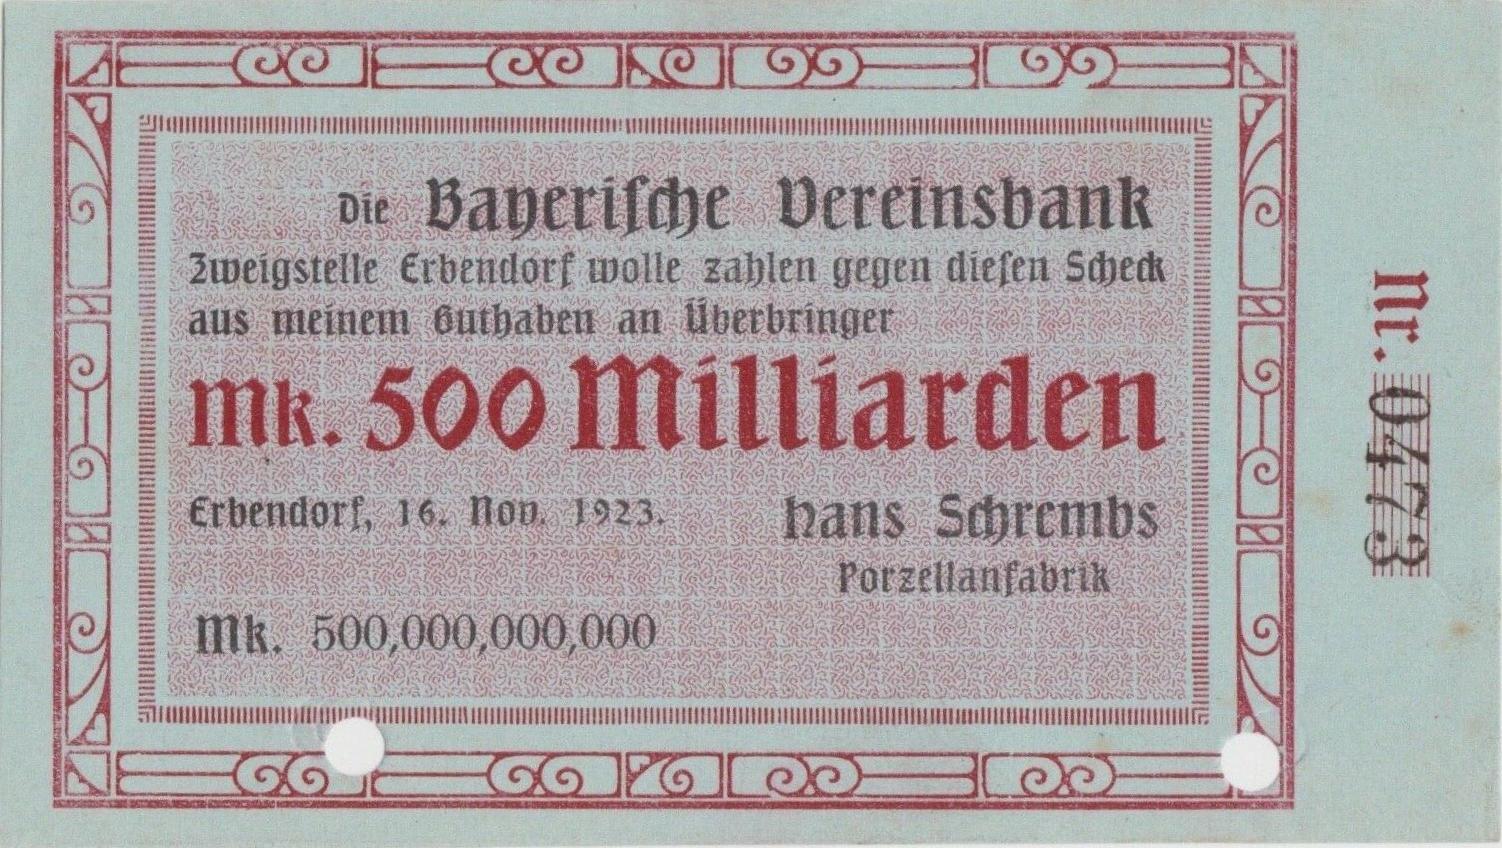 Die Bayerische Vereinsbank
Zweigstelle Erbendorf wolle zahlen gegen diesen Scheck
aus meinem Guthaben an Überbringer
Mk. 500 Milliarden
Erbendorf, 16. Nov. 1923.
Hans Schrembs
Porzellanfabrik
Mk. 500,000,000,000
Nr. 0473